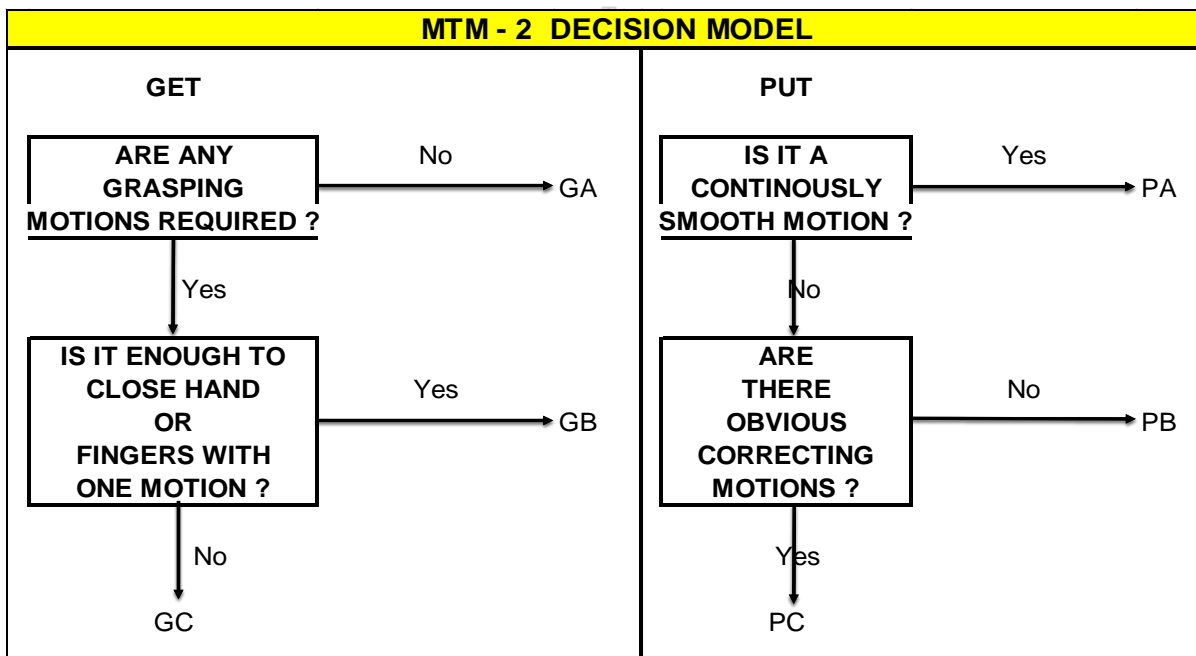 MTM - 2 DECISION MODEL
GET
ARE ANY
GRASPING
MOTIONS REQUIRED ?
No
GA
Yes
IS IT ENOUGH TO
CLOSE HAND
OR
FINGERS WITH
ONE MOTION ?
Yes
GB
No
GC
PUT
IS IT A
CONTINOUSLY
SMOOTH MOTION ?
Yes
PA
No
ARE
THERE
OBVIOUS
CORRECTING
MOTIONS ?
No
PB
Yes
PC